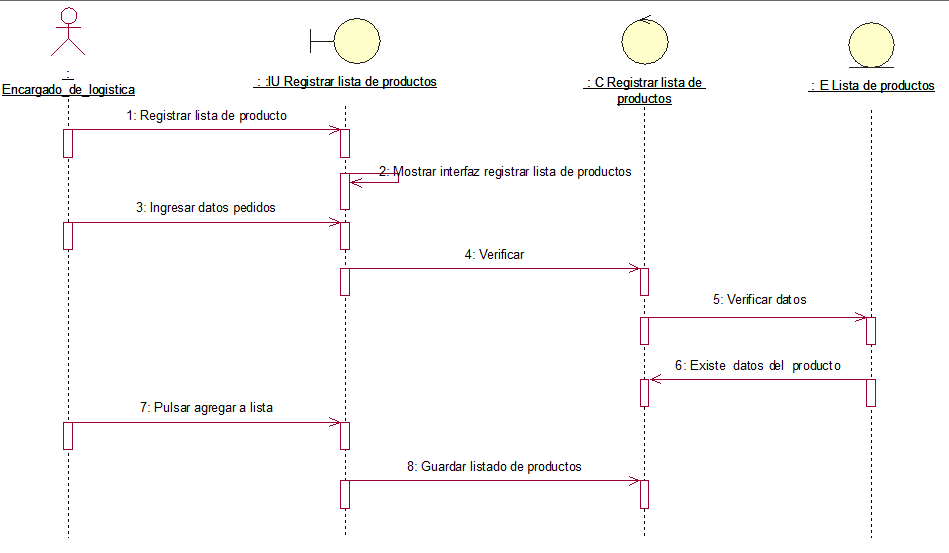 :
Encargado_de_logistica
: :IU Registrar lista de productos
: C Registrar lista de
productos
: E Lista de productos
1: Registrar lista de producto
2: Mostrar interfaz registrar lista de productos
3: Ingresar datos pedidos
4: Verificar
5: Verificar datos
6: Existe datos del producto
7: Pulsar agregar a lista
8: Guardar listado de productos